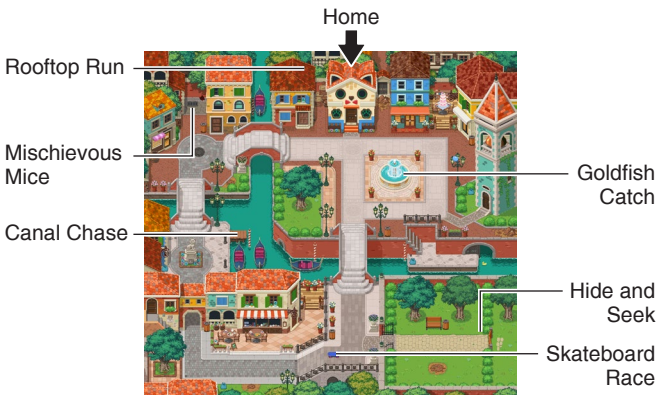 Home
Rooftop Run
Mischievous
Mice
Goldfish
Catch
Canal Chase
Hide and
Seek
Skateboard
Race